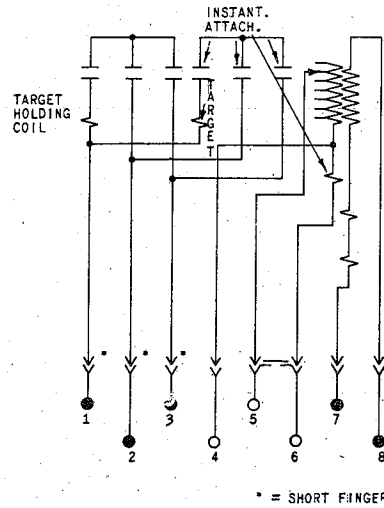 INSTANT.
ATTACH.
TARGET
HOLDING
COIL
TARGET
* * *
1 3 5 7
2 4 6 8
* = SHORT FINGER